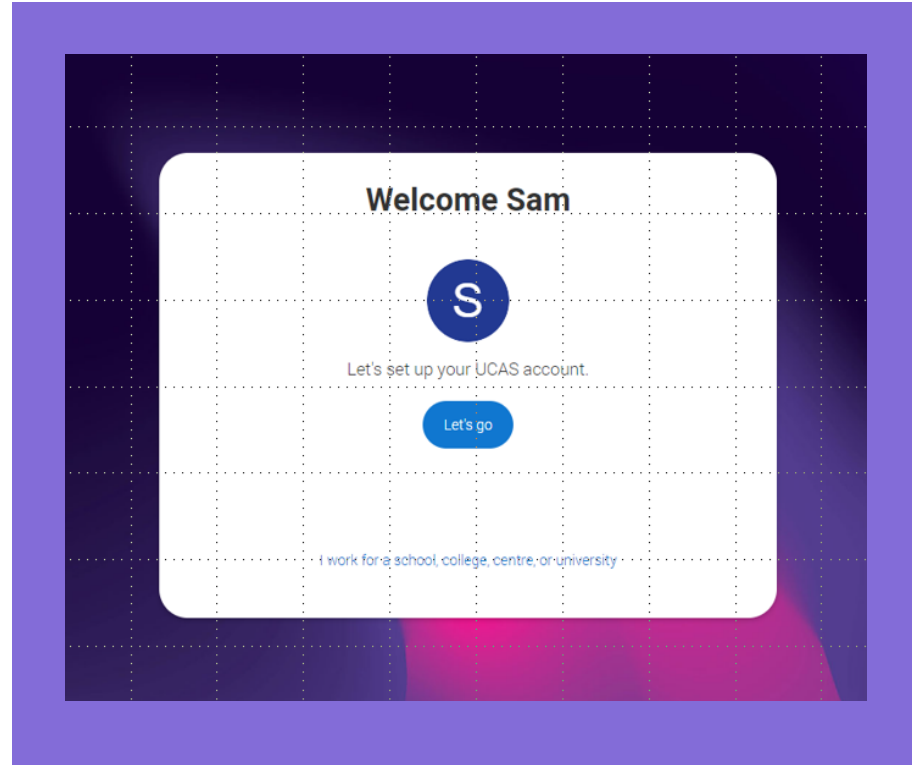 Welcome Sam
S
Let's set up your UCAS account.
Let's go
I work for a school, college, centre, or university